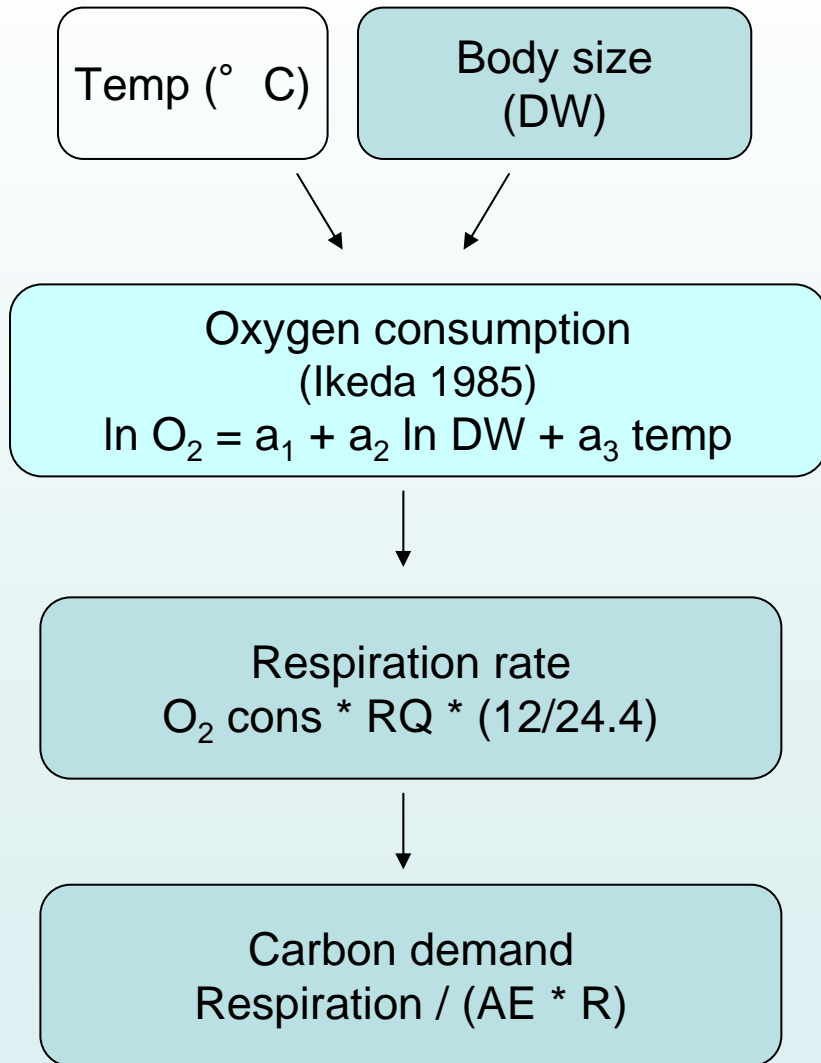 Temp (° C)
Body size
(DW)
Oxygen consumption
(Ikeda 1985)
ln O₂ = a₁ + a₂ ln DW + a₃ temp
Respiration rate
O₂ cons * RQ * (12/24.4)
Carbon demand
Respiration / (AE * R)